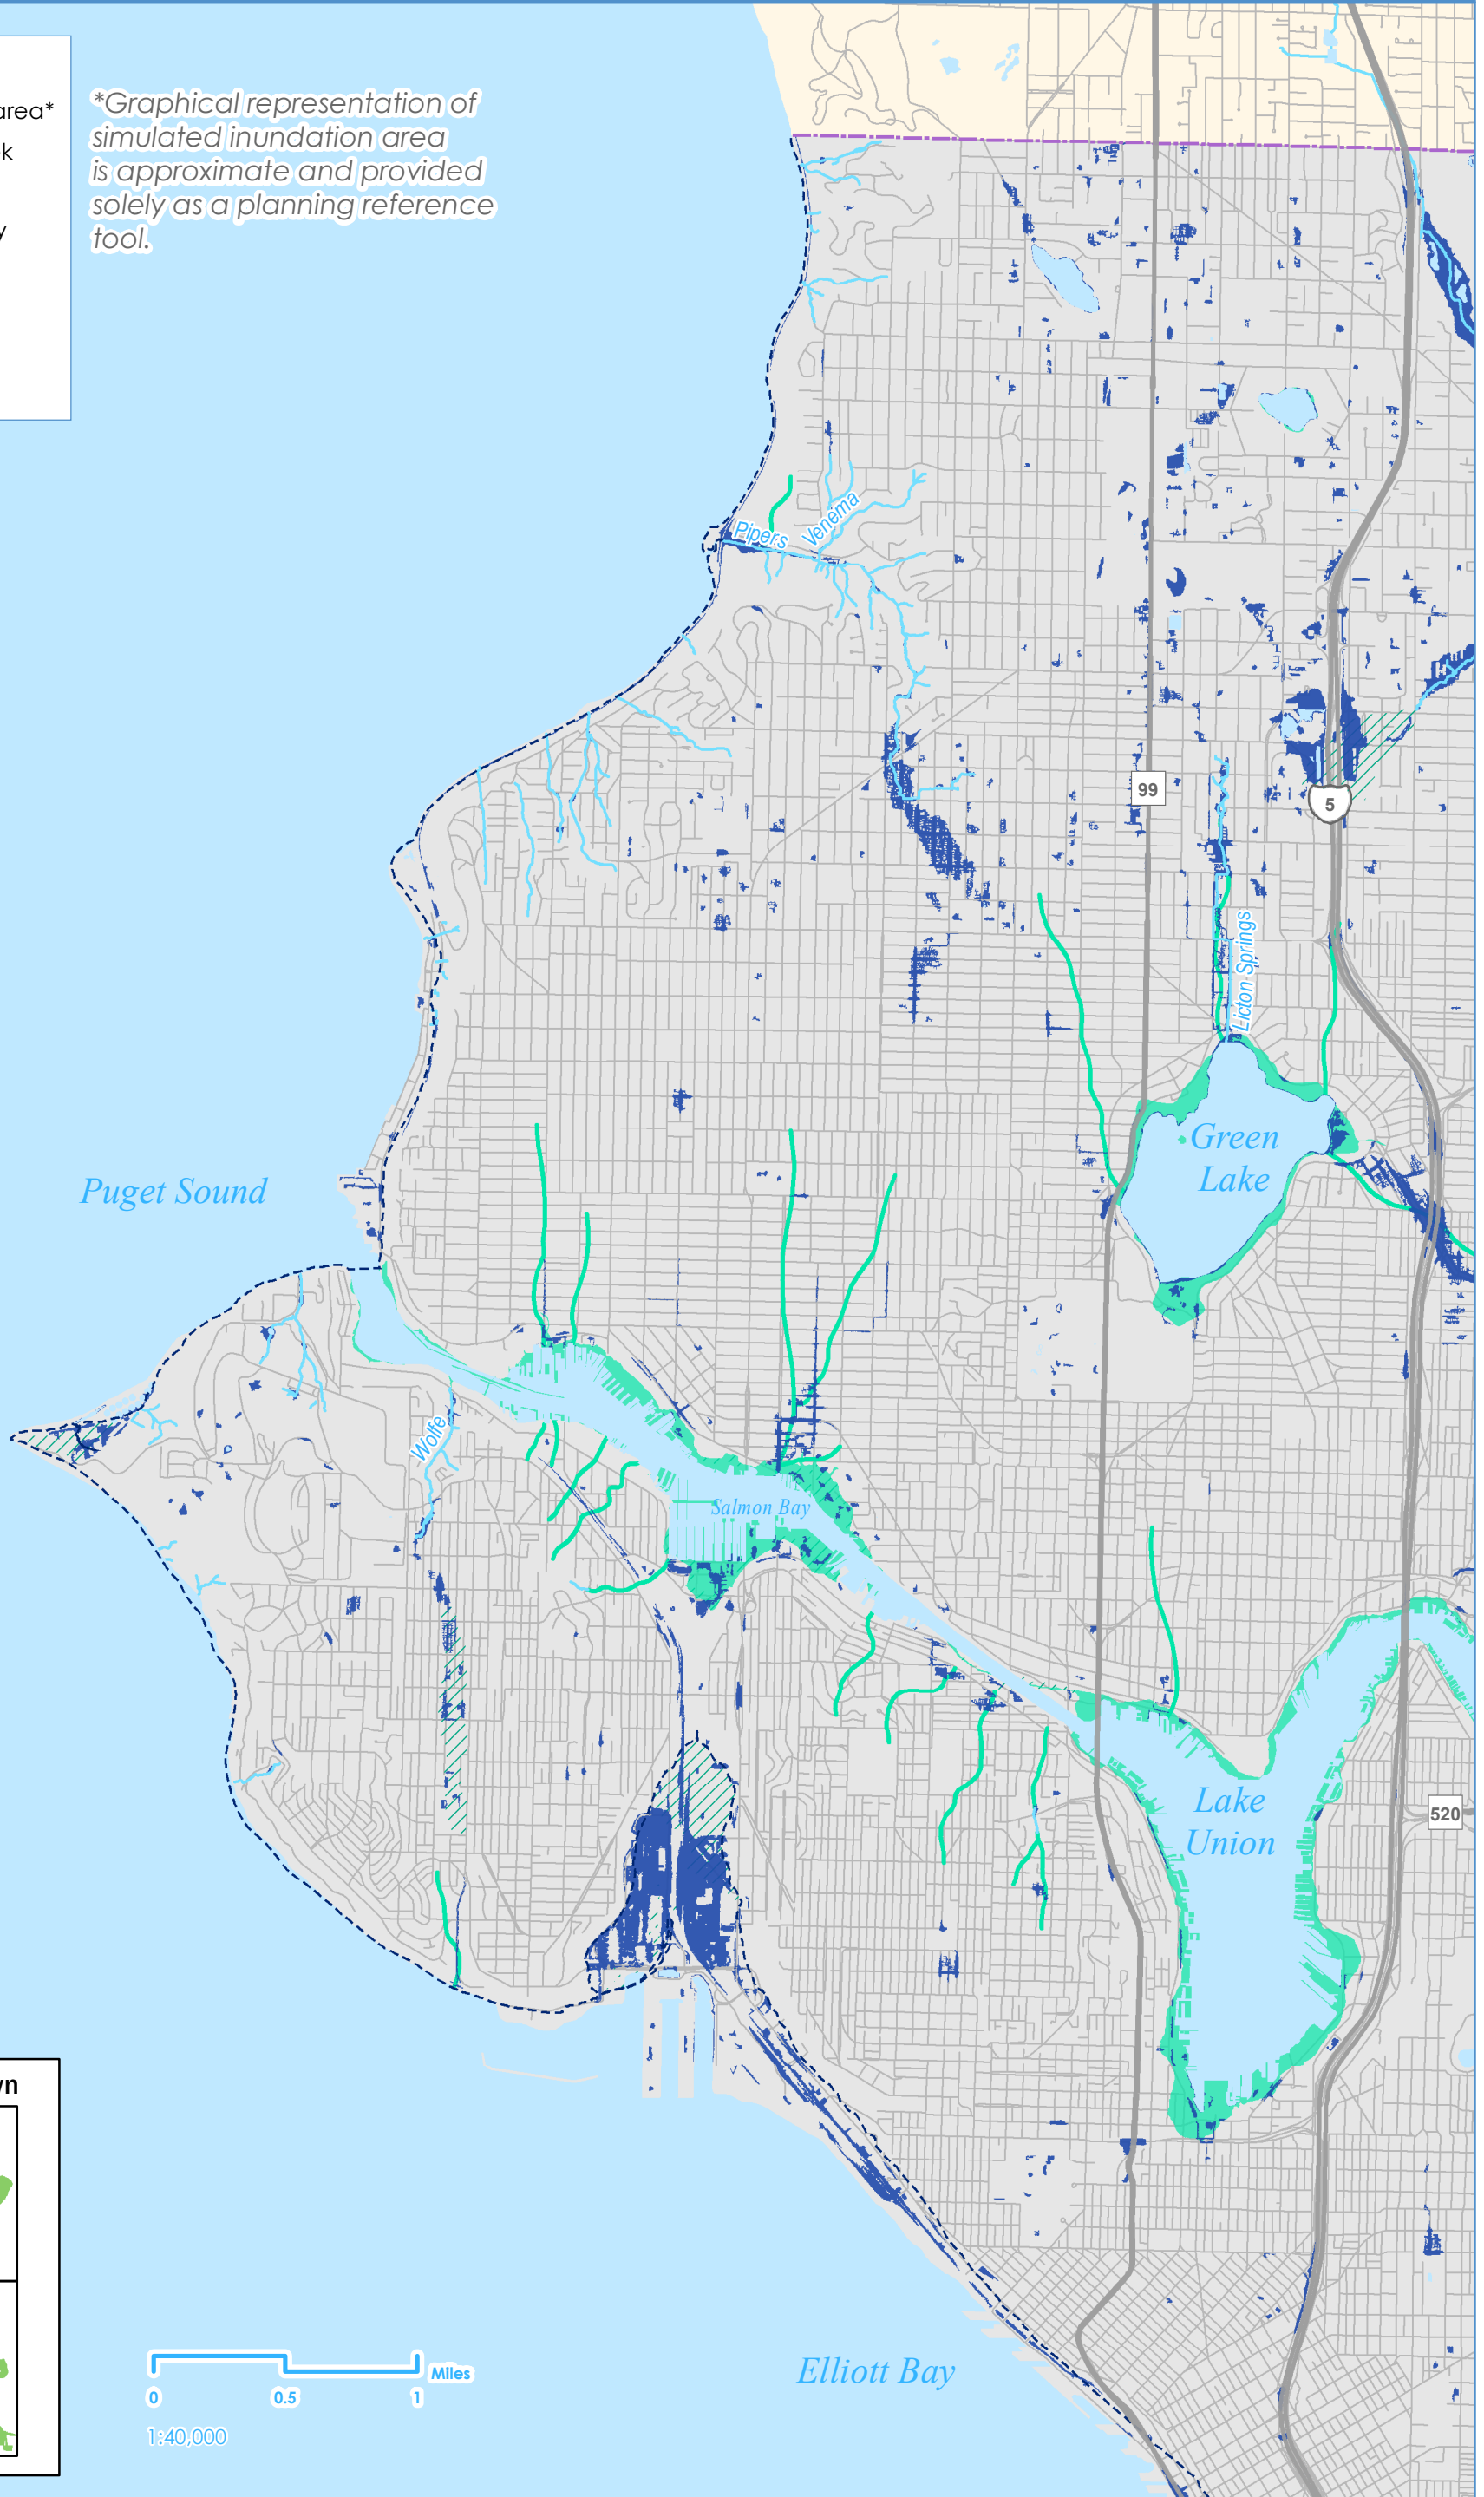 area*
k
y
*Graphical representation of
simulated inundation area
is approximate and provided
solely as a planning reference
tool.
Pipers
Venema
99
5
Licton Springs
Green
Lake
Puget Sound
Wolfe
Salmon Bay
Lake
Union
520
wn
Elliott Bay
Miles
0 0.5 1
1:40,000